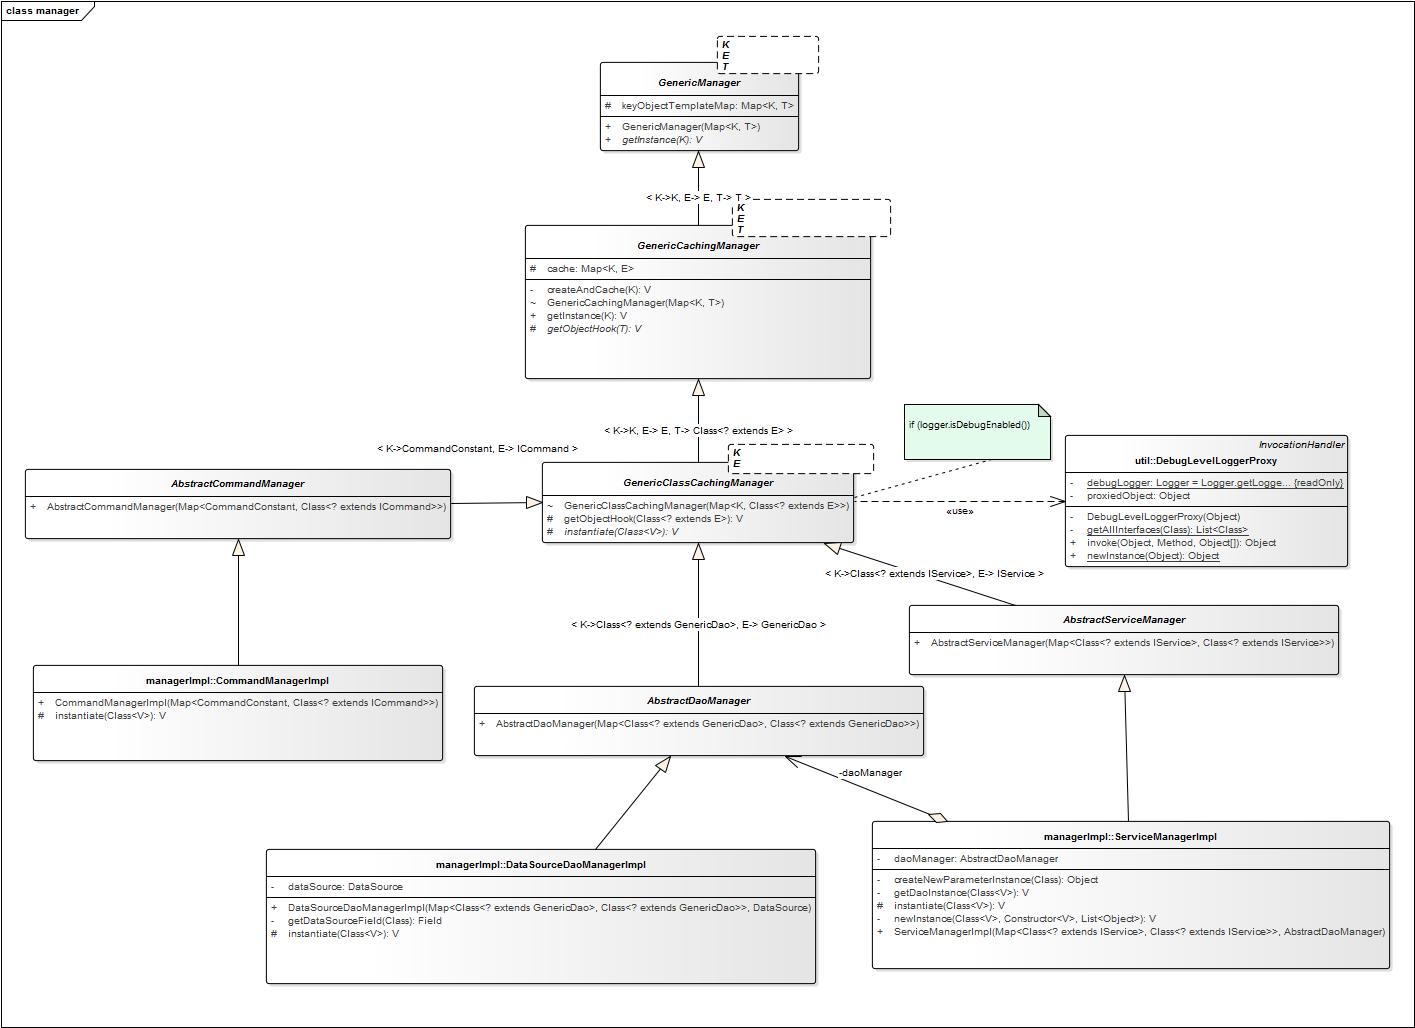 class manager
K
E
T
GenericManager
# keyObjectTemplateMap: Map<K, T>
+ GenericManager(Map<K, T>)
+ getInstance(K): V
< K->K, E-> E, T-> T >
K
E
T
GenericCachingManager
# cache: Map<K, E>
- createAndCache(K): V
~ GenericCachingManager(Map<K, T>)
+ getInstance(K): V
# getObjectHook(T): V
< K->K, E-> E, T-> Class<? extends E> >
if (logger.isDebugEnabled())
< K->CommandConstant, E-> ICommand >
K
E
GenericClassCachingManager
~ GenericClassCachingManager(Map<K, Class<? extends E>>)
# getObjectHook(Class<? extends E>): V
# instantiate(Class<V>): V
«use»
InvocationHandler
util::DebugLevelLoggerProxy
- debugLogger: Logger = Logger.getLogge... {readOnly}
- proxiedObject: Object
- DebugLevelLoggerProxy(Object)
- getAllInterfaces(Class): List<Class>
+ invoke(Object, Method, Object[]): Object
+ newInstance(Object): Object
AbstractCommandManager
+ AbstractCommandManager(Map<CommandConstant, Class<? extends ICommand>>)
< K->Class<? extends IService>, E-> IService >
< K->Class<? extends GenericDao>, E-> GenericDao >
AbstractServiceManager
+ AbstractServiceManager(Map<Class<? extends IService>, Class<? extends IService>>)
managerImpl::CommandManagerImpl
+ CommandManagerImpl(Map<CommandConstant, Class<? extends ICommand>>)
# instantiate(Class<V>): V
AbstractDaoManager
+ AbstractDaoManager(Map<Class<? extends GenericDao>, Class<? extends GenericDao>>)
-daoManager
managerImpl::DataSourceDaoManagerImpl
- dataSource: DataSource
+ DataSourceDaoManagerImpl(Map<Class<? extends GenericDao>, Class<? extends GenericDao>>, DataSource)
- getDataSourceField(Class): Field
# instantiate(Class<V>): V
managerImpl::ServiceManagerImpl
- daoManager: AbstractDaoManager
- createNewParameterInstance(Class): Object
- getDaoInstance(Class<V>): V
# instantiate(Class<V>): V
- newInstance(Class<V>, Constructor<V>, List<Object>): V
+ ServiceManagerImpl(Map<Class<? extends IService>, Class<? extends IService>>, AbstractDaoManager)